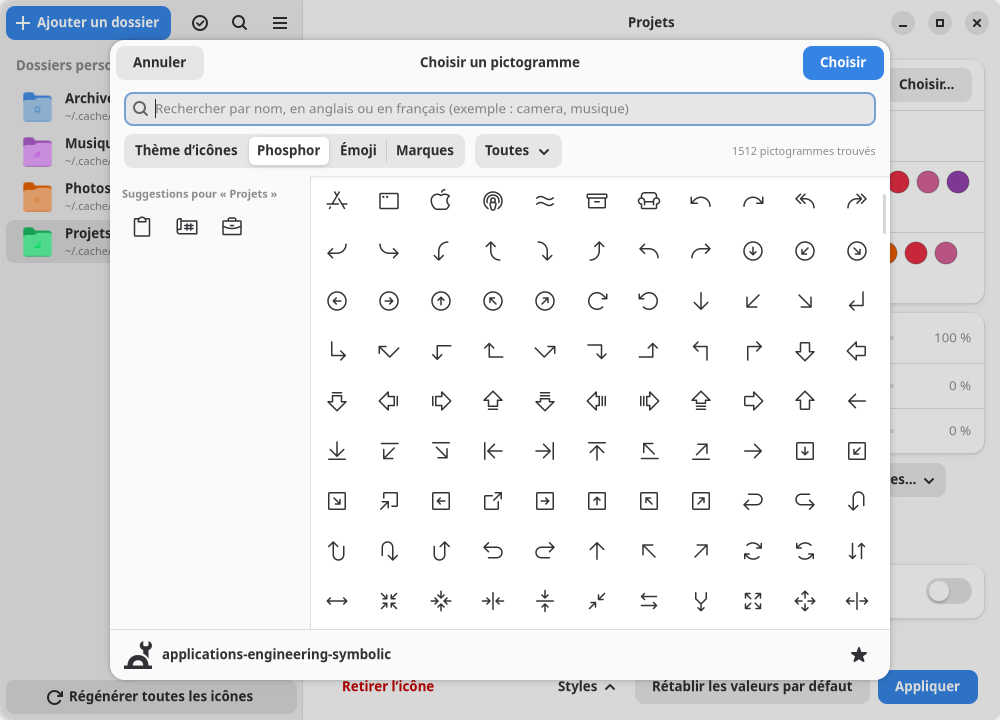 Ajouter un dossier
Projets
Dossiers perso
Archive
~/.cache/
Musiqu
~/.cache/
Photos
~/.cache/
Projets
~/.cache/
Annuler
Choisir un pictogramme
Choisir
Rechercher par nom, en anglais ou en français (exemple : camera, musique)
Thème d’icônes
Phosphor
Émoji
Marques
Toutes
1512 pictogrammes trouvés
Suggestions pour « Projets »
applications-engineering-symbolic
Choisir...
100 %
0 %
0 %
es...
Régénérer toutes les icônes
Retirer l’icône
Styles
Rétablir les valeurs par défaut
Appliquer